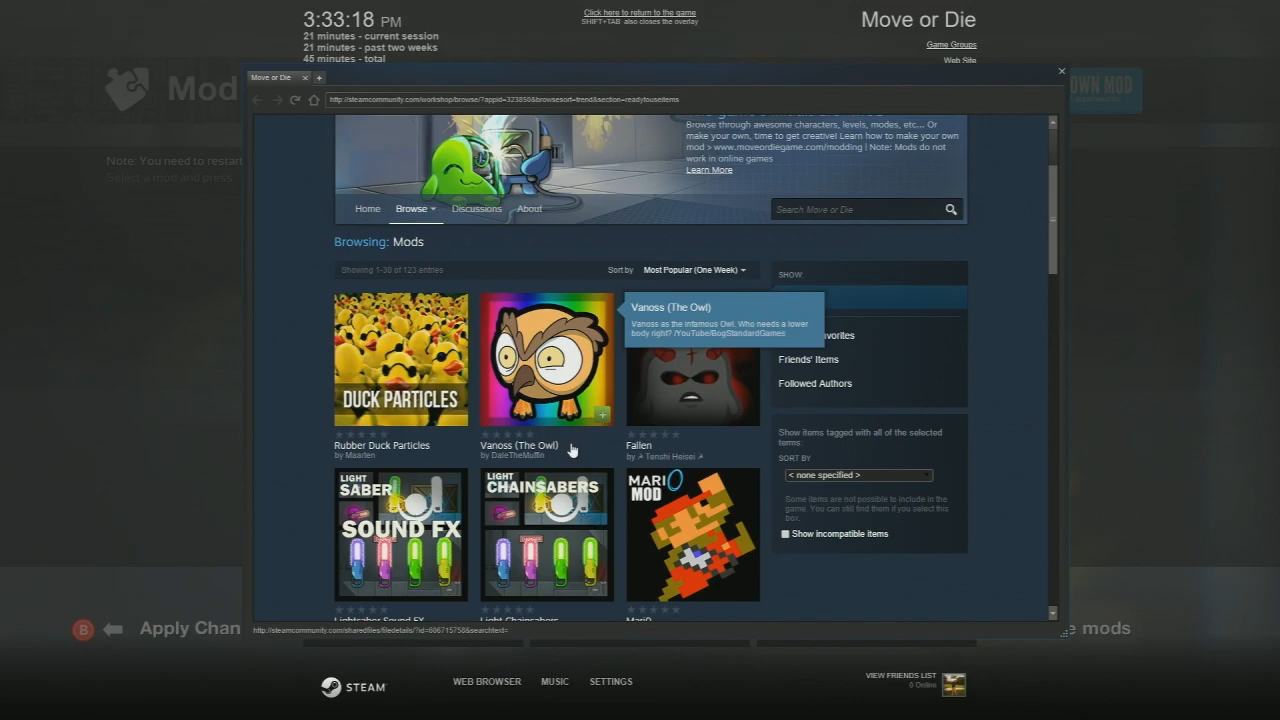 3:33:18 PM
21 minutes - current session
21 minutes - past two weeks
45 minutes - total
Click here to return to the game
SHIFT+TAB also closes the overlay
Move or Die
Game Groups
Web Site
Mod
OWN MOD
Note: You need to restart
Select a mod and press
Move or Die
http://steamcommunity.com/workshop/browse/?appid=323850&browsesort=trend&section=readytouseitems
Browse through awesome characters, levels, modes, etc... Or
make your own, time to get creative! Learn how to make your own
mod > www.moveordiegame.com/modding | Note: Mods do not
work in online games
Learn More
Home
Browse
Discussions
About
Search Move or Die
Browsing: Mods
Showing 1-30 of 123 entries
Sort by
Most Popular (One Week)
SHOW:
Vanoss (The Owl)
Vanoss as the infamous Owl. Who needs a lower
body right? /YouTube/BogStandardGames
avorites
Friends' Items
Followed Authors
DUCK PARTICLES
Rubber Duck Particles
by Maarten
Vanoss (The Owl)
by DaleTheMuffin
Fallen
by ☭ Tenshi Heisei ☭
Show items tagged with all of the selected
terms:
SORT BY
< none specified >
Some items are not possible to include in the
game. You can still find them if you select this
box.
Show incompatible items
LIGHT
SABER
SOUND FX
LIGHT
CHAINSABERS
MARI0
MOD
Lightsaber Sound FX
Light Chainsabers
Mari0
http://steamcommunity.com/sharedfiles/filedetails/?id=606715758&searchtext=
B
Apply Chan
e mods
STEAM
WEB BROWSER
MUSIC
SETTINGS
VIEW FRIENDS LIST
0 Online